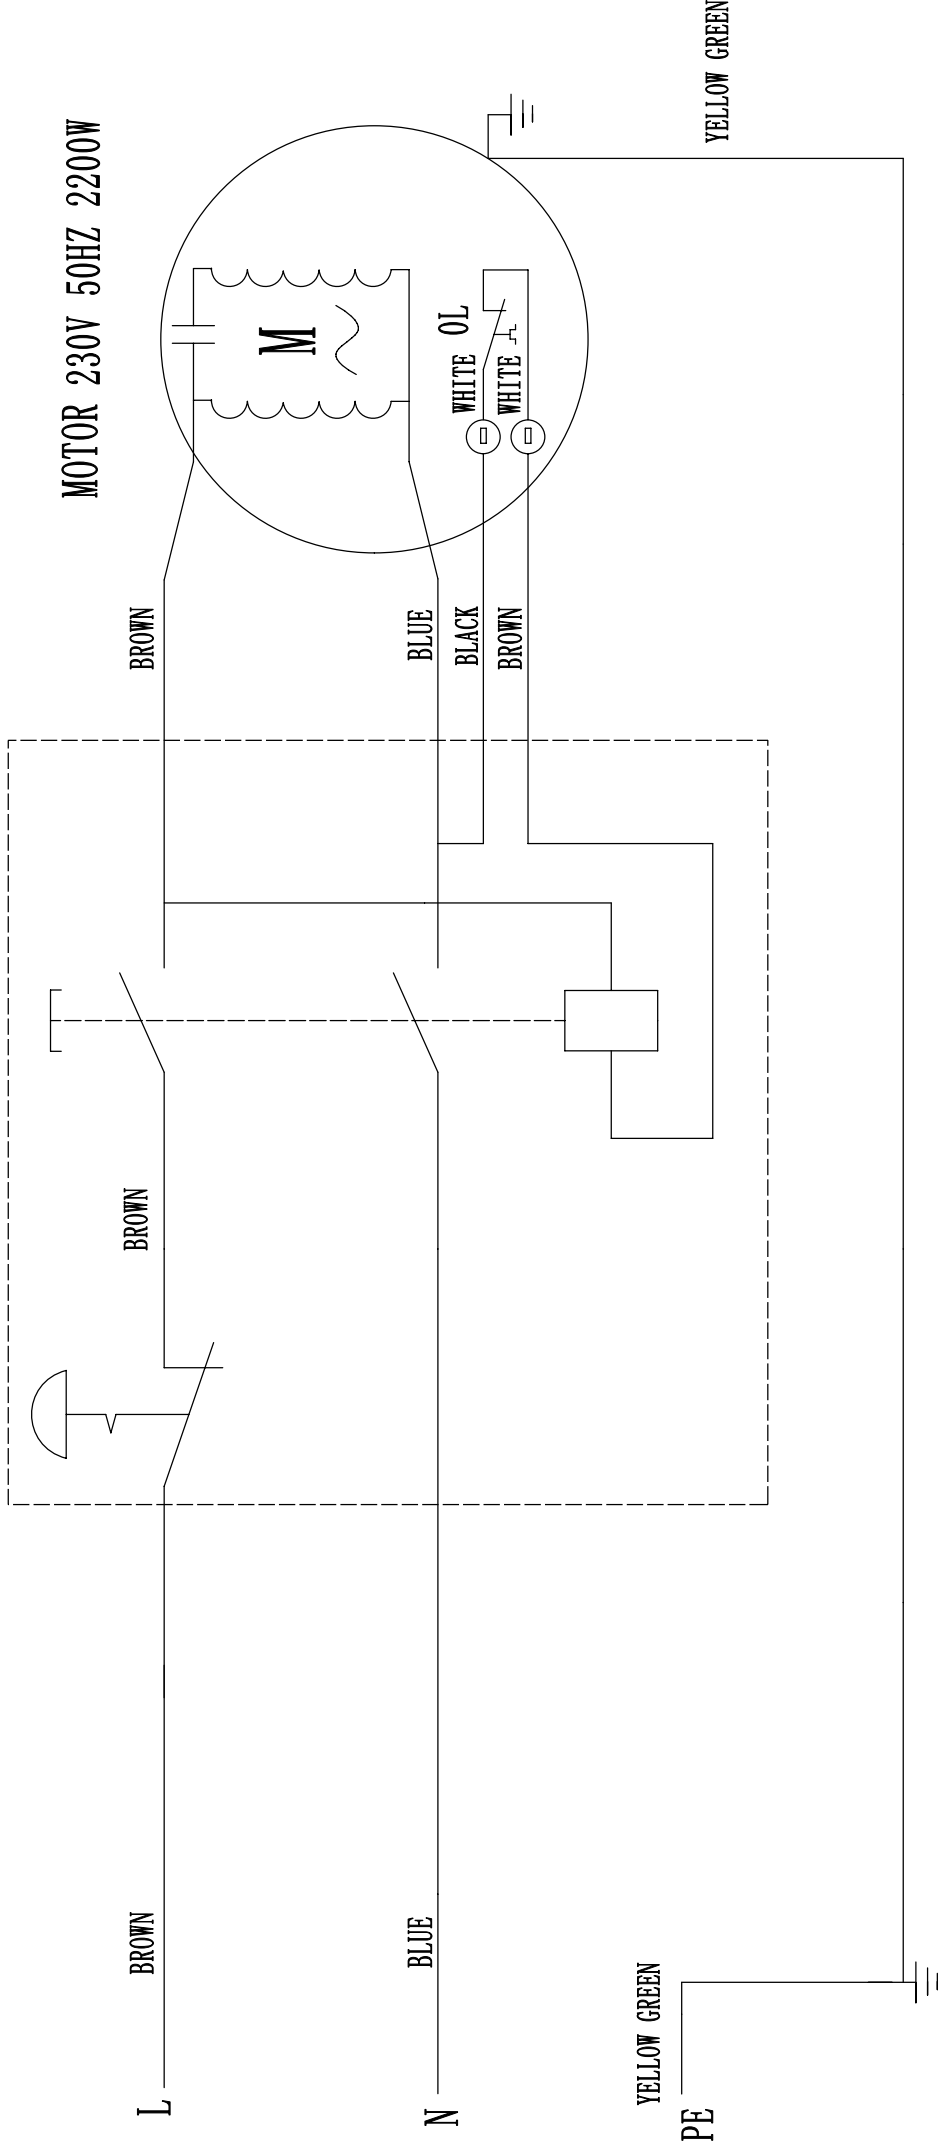 MOTOR 230V 50HZ 2200W
YELLOW GREEN
M
OL
WHITE
WHITE
BROWN
BLUE
BLACK
BROWN
BROWN
BROWN
BLUE
YELLOW GREEN
L
N
PE